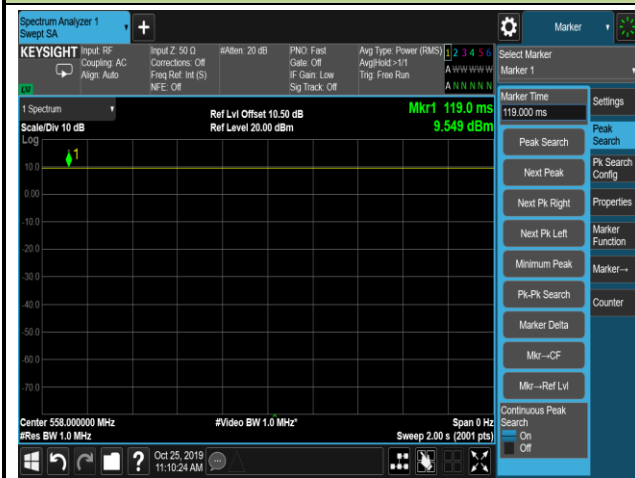 Spectrum Analyzer 1
Swept SA
Marker
KEYSIGHT
Input: RF
Coupling: AC
Align: Auto
Input Z: 50 Ω
Corrections: Off
Freq Ref: Int (S)
NFE: Off
#Atten: 20 dB
PNO: Fast
Gate: Off
IF Gain: Low
Sig Track: Off
Avg Type: Power (RMS)
Avg|Hold >1/1
Trig: Free Run
1 2 3 4 5 6
A W W W W W
A N N N N N
Select Marker
Marker 1
1 Spectrum
Scale/Div 10 dB
Log
Ref Lvl Offset 10.50 dB
Ref Level 20.00 dBm
Mkr1 119.0 ms
9.549 dBm
Marker Time
119.000 ms
Settings
Peak Search
Next Peak
Next Pk Right
Next Pk Left
Minimum Peak
Pk-Pk Search
Marker Delta
Mkr→CF
Mkr→Ref Lvl
Continuous Peak
Search
On
Off
Peak
Search
Pk Search
Config
Properties
Marker
Function
Marker→
Counter
1
10.0
0.00
-10.0
-20.0
-30.0
-40.0
-50.0
-60.0
-70.0
Center 558.000000 MHz
#Res BW 1.0 MHz
#Video BW 1.0 MHz*
Span 0 Hz
Sweep 2.00 s (2001 pts)
?
Oct 25, 2019
11:10:24 AM